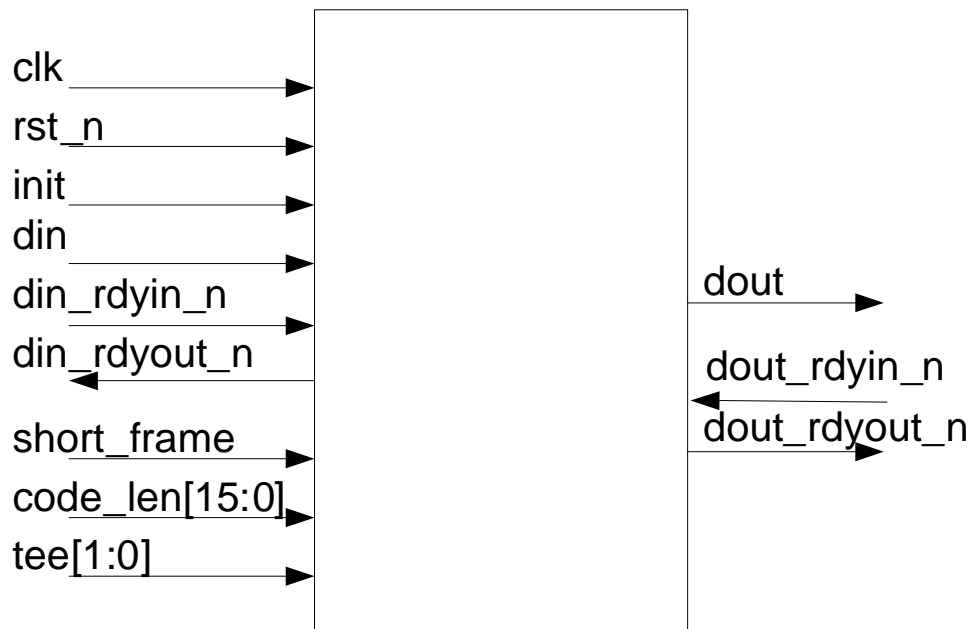 clk
rst_n
init
din
din_rdyin_n
din_rdyout_n
short_frame
code_len[15:0]
tee[1:0]
dout
dout_rdyin_n
dout_rdyout_n